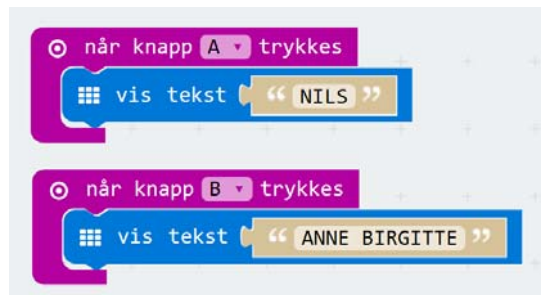 når knapp A trykkes
vis tekst “ NILS ”
når knapp B trykkes
vis tekst “ ANNE BIRGITTE ”